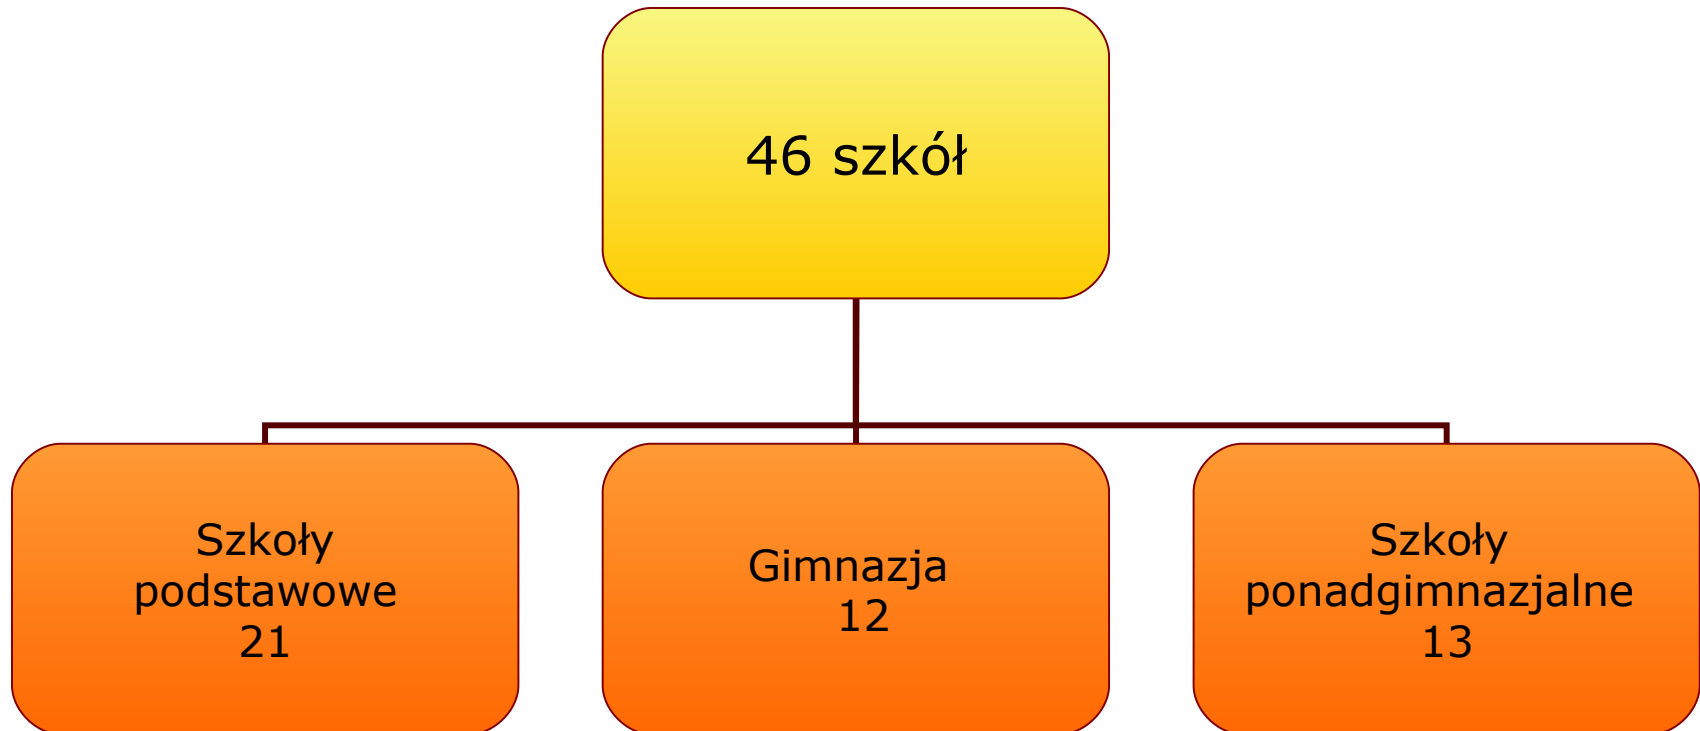 46 szkół
Szkoły
podstawowe
21
Gimnazja
12
Szkoły
ponadgimnazjalne
13